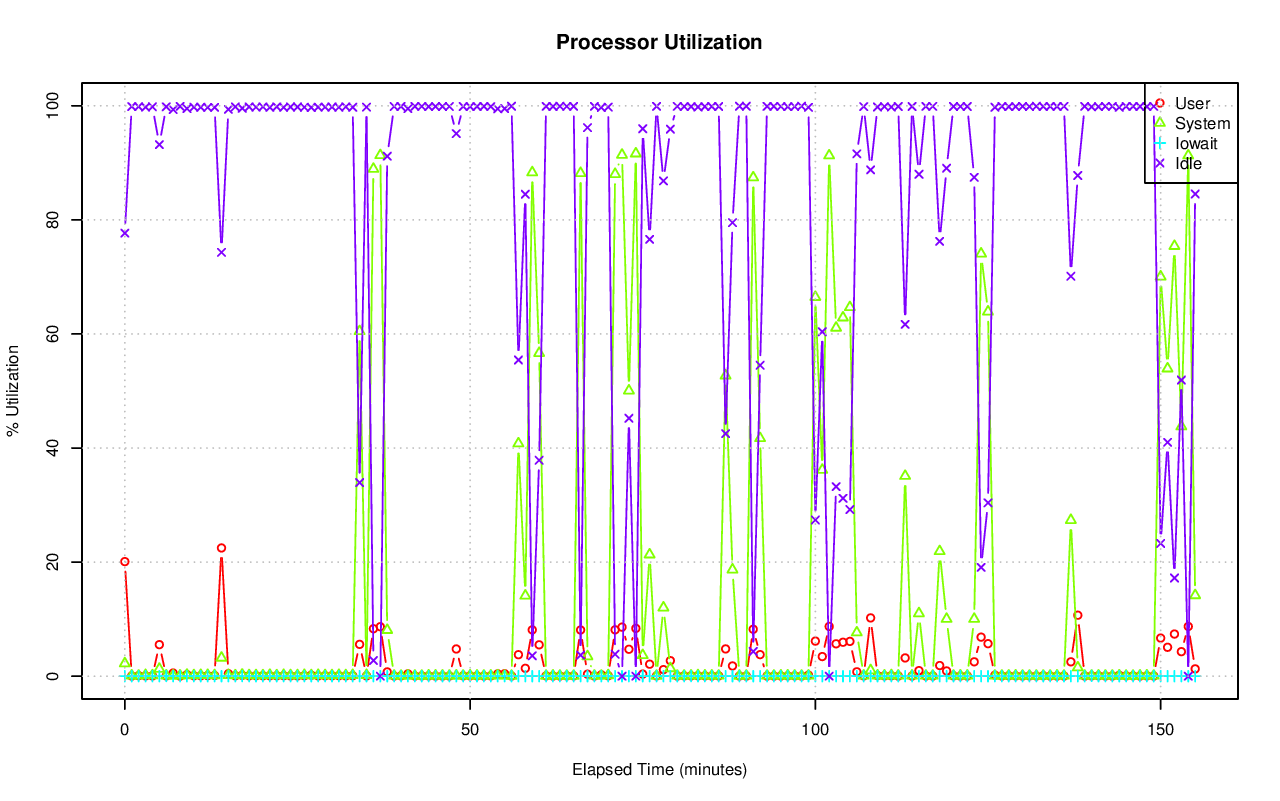 Processor Utilization
% Utilization
100
80
60
40
20
0
User
System
Iowait
Idle
0 50 100 150
Elapsed Time (minutes)